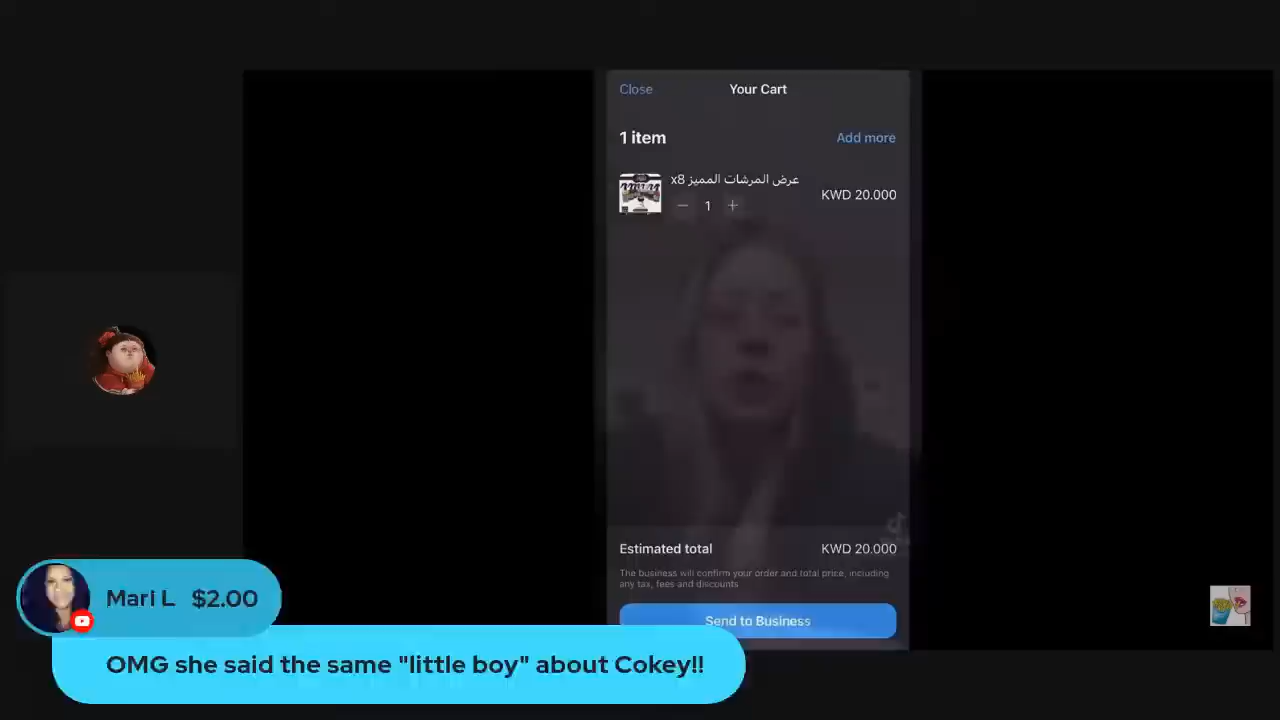 Close
Your Cart
1 item
Add more
عرض المرشات المميز x8
KWD 20.000
− 1 +
Estimated total
KWD 20.000
The business will confirm your order and total price, including
any tax, fees and discounts
Send to Business
Mari L $2.00
OMG she said the same "little boy" about Cokey!!